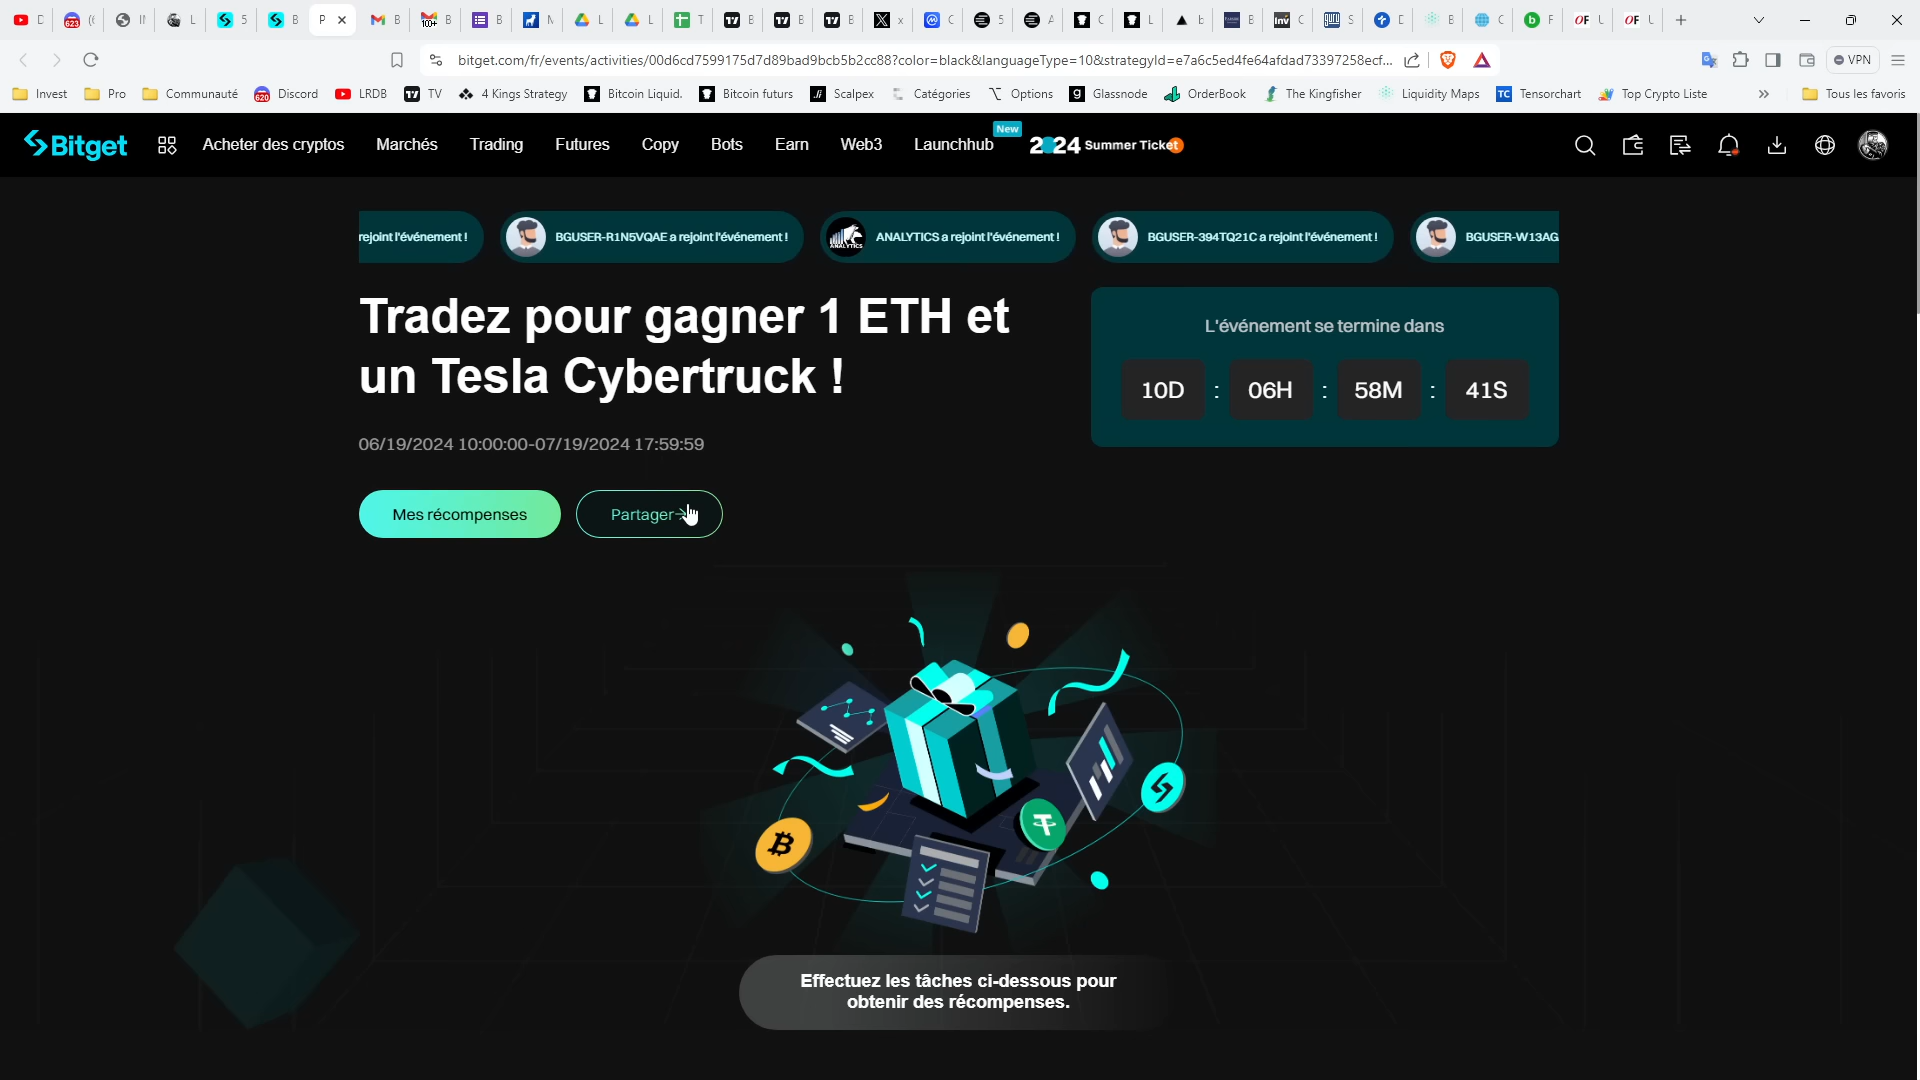 bitget.com/fr/events/activities/00d6cd7599175d7d89bad9bcb5b2cc88?color=black&languageType=10&strategyId=e7a6c5ed4fe64afdad73397258ecf...
VPN
Invest Pro Communauté Discord LRDB TV 4 Kings Strategy Bitcoin Liquid. Bitcoin futurs Scalpex Catégories Options Glassnode OrderBook The Kingfisher Liquidity Maps Tensorchart Top Crypto Liste Tous les favoris
Bitget Acheter des cryptos Marchés Trading Futures Copy Bots Earn Web3 Launchhub New 2024 Summer Ticket
rejoint l'événement ! BGUSER-R1N5VQAE a rejoint l'événement ! ANALYTICS a rejoint l'événement ! BGUSER-394TQ21C a rejoint l'événement ! BGUSER-W13AG
Tradez pour gagner 1 ETH et
un Tesla Cybertruck !
06/19/2024 10:00:00-07/19/2024 17:59:59
Mes récompenses Partager
L'événement se termine dans
10D : 06H : 58M : 41S
Effectuez les tâches ci-dessous pour
obtenir des récompenses.